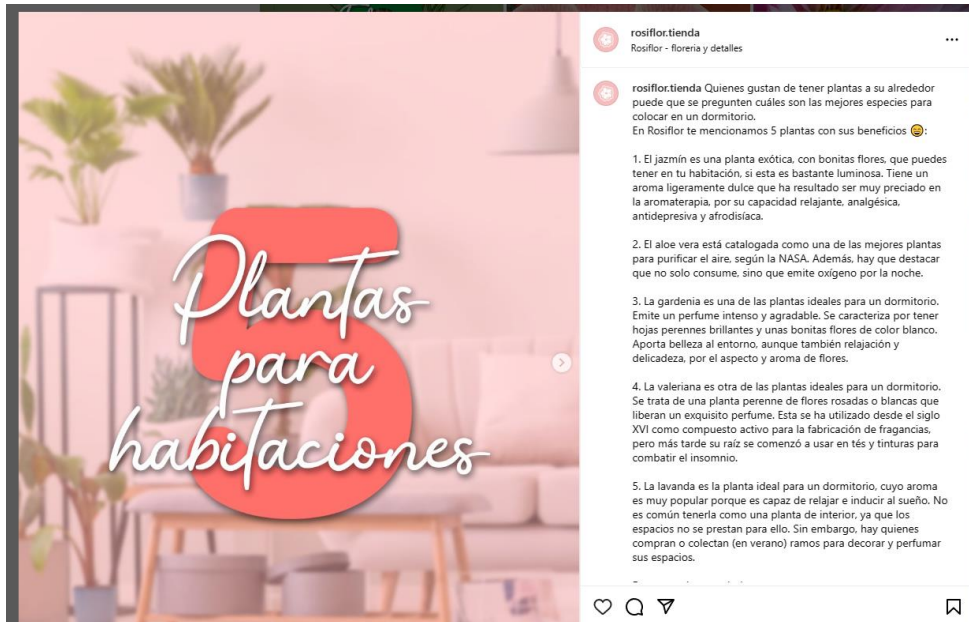 Plantas
5
para
habitaciones
rosiflor.tienda
Rosiflor - floreria y detalles
rosiflor.tienda Quienes gustan de tener plantas a su alrededor
puede que se pregunten cuáles son las mejores especies para
colocar en un dormitorio.
En Rosiflor te mencionamos 5 plantas con sus beneficios 😄:
1. El jazmín es una planta exótica, con bonitas flores, que puedes
tener en tu habitación, si esta es bastante luminosa. Tiene un
aroma ligeramente dulce que ha resultado ser muy preciado en
la aromaterapia, por su capacidad relajante, analgésica,
antidepresiva y afrodisíaca.
2. El aloe vera está catalogada como una de las mejores plantas
para purificar el aire, según la NASA. Además, hay que destacar
que no solo consume, sino que emite oxígeno por la noche.
3. La gardenia es una de las plantas ideales para un dormitorio.
Emite un perfume intenso y agradable. Se caracteriza por tener
hojas perennes brillantes y unas bonitas flores de color blanco.
Aporta belleza al entorno, aunque también relajación y
delicadeza, por el aspecto y aroma de flores.
4. La valeriana es otra de las plantas ideales para un dormitorio.
Se trata de una planta perenne de flores rosadas o blancas que
liberan un exquisito perfume. Esta se ha utilizado desde el siglo
XVI como compuesto activo para la fabricación de fragancias,
pero más tarde su raíz se comenzó a usar en tés y tinturas para
combatir el insomnio.
5. La lavanda es la planta ideal para un dormitorio, cuyo aroma
es muy popular porque es capaz de relajar e inducir al sueño. No
es común tenerla como una planta de interior, ya que los
espacios no se prestan para ello. Sin embargo, hay quienes
compran o colectan (en verano) ramos para decorar y perfumar
sus espacios.